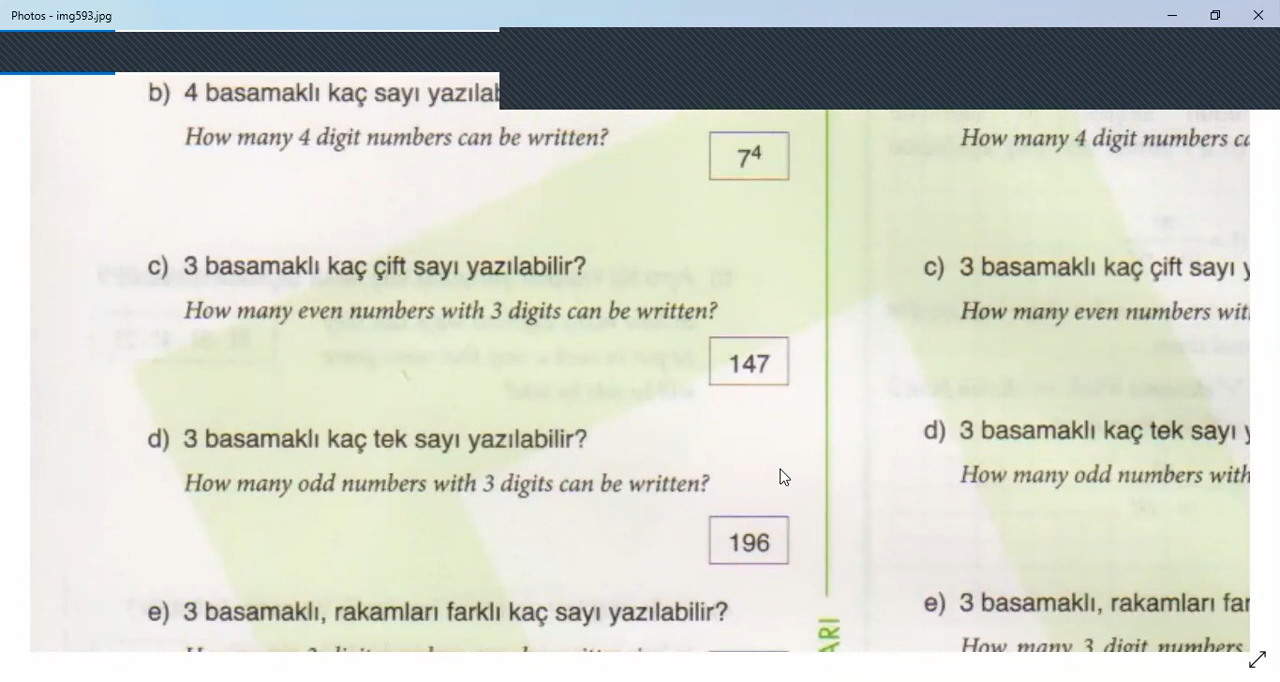 Photos - img593.jpg
b) 4 basamaklı kaç sayı yazılab
How many 4 digit numbers can be written?
7⁴
c) 3 basamaklı kaç çift sayı yazılabilir?
How many even numbers with 3 digits can be written?
147
d) 3 basamaklı kaç tek sayı yazılabilir?
How many odd numbers with 3 digits can be written?
196
e) 3 basamaklı, rakamları farklı kaç sayı yazılabilir?
ARI
How many 4 digit numbers ca
c) 3 basamaklı kaç çift sayı y
How many even numbers wit
d) 3 basamaklı kaç tek sayı y
How many odd numbers with
e) 3 basamaklı, rakamları far
How many 3 digit numbers